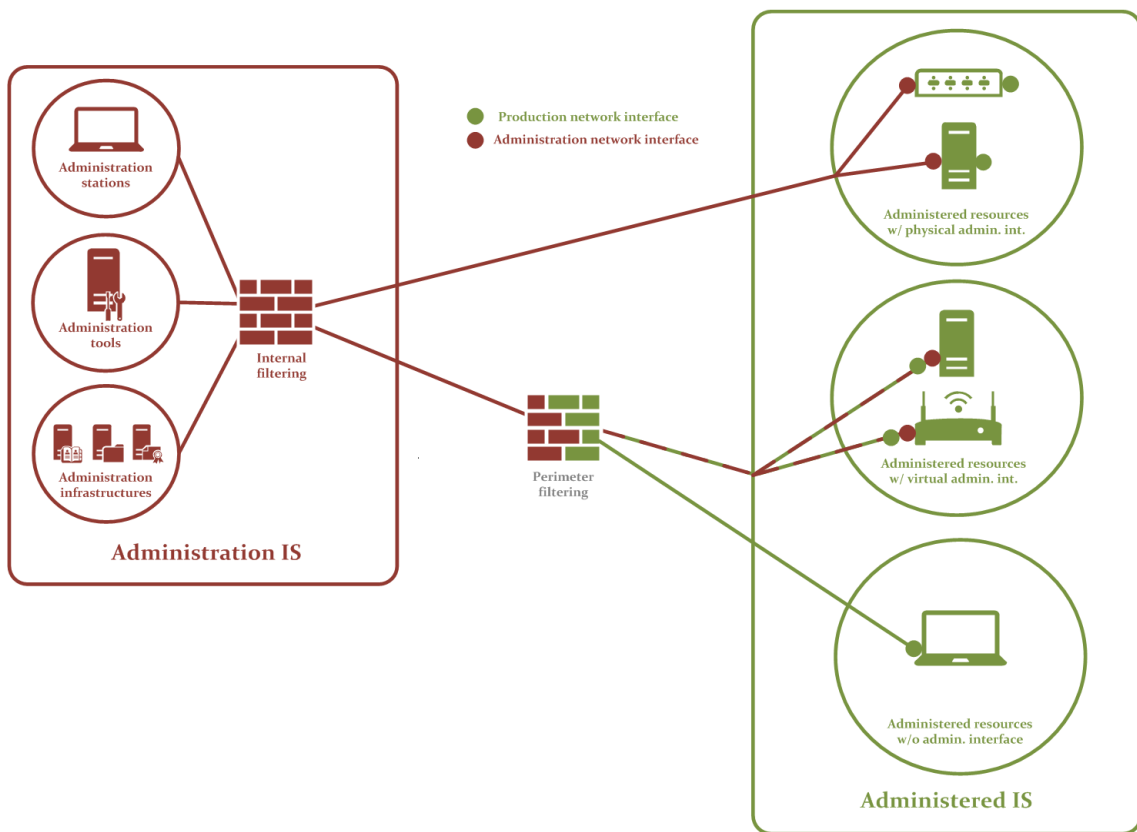 Administration
stations
Administration
tools
Administration
infrastructures
Administration IS
Internal
filtering
Production network interface
Administration network interface
Perimeter
filtering
Administered resources
w/ physical admin. int.
Administered resources
w/ virtual admin. int.
Administered resources
w/o admin. interface
Administered IS